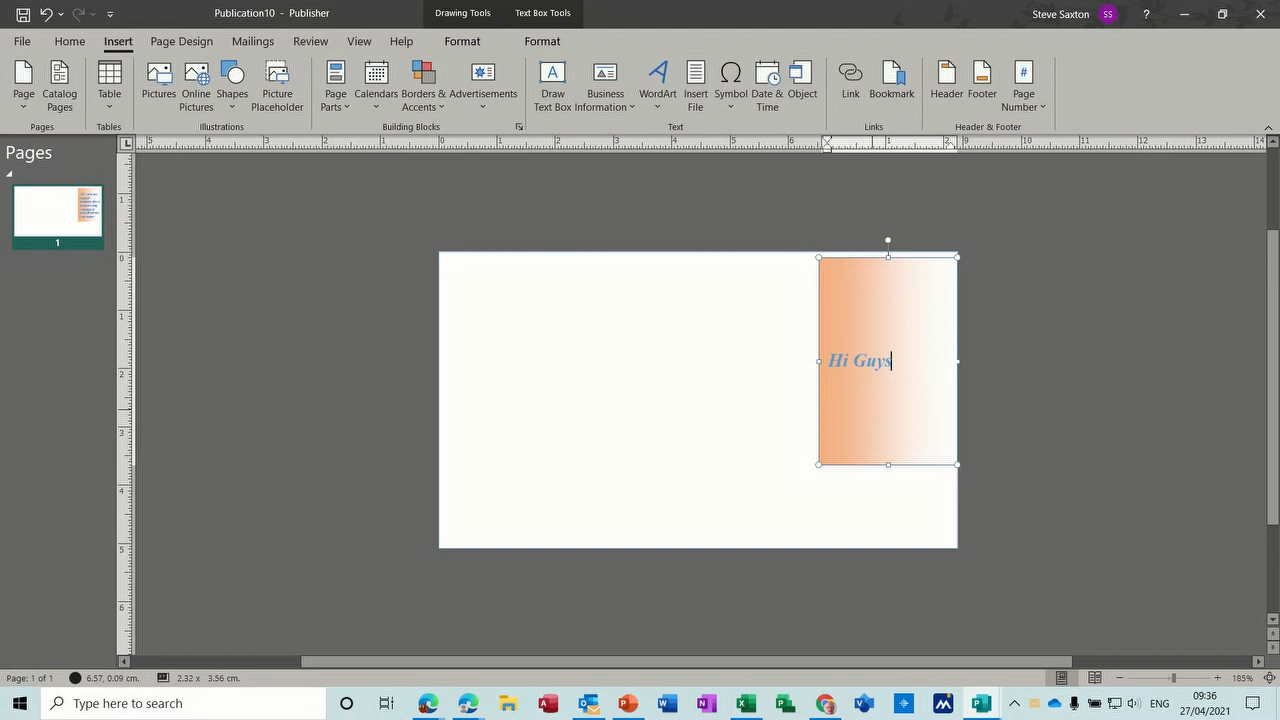 Publication10 - Publisher
Drawing Tools
Text Box Tools
Steve Saxton
SS
?
File
Home
Insert
Page Design
Mailings
Review
View
Help
Format
Format
Page
Catalog Pages
Table
Pictures
Online Pictures
Shapes
Picture Placeholder
Page Parts
Calendars
Borders & Accents
Advertisements
Draw Text Box
Business Information
WordArt
Insert File
Symbol
Date & Time
Object
Link
Bookmark
Header
Footer
Page Number
Pages
Tables
Illustrations
Building Blocks
Text
Links
Header & Footer
Pages
1
Hi Guys
Page: 1 of 1
6.57, 0.09 cm.
2.32 x 3.56 cm.
185%
Type here to search
ENG
09:36
27/04/2021